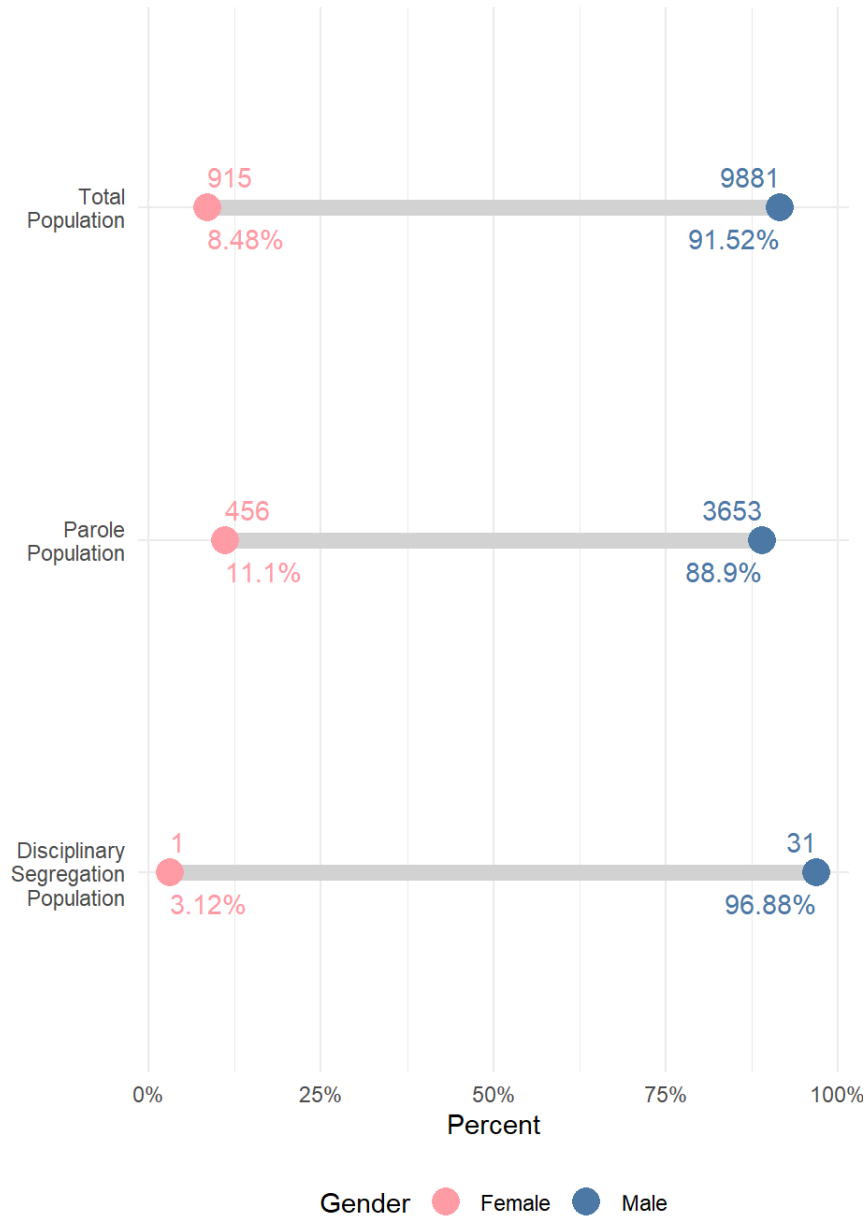 915
9881
Total
Population
8.48%
91.52%
456
3653
Parole
Population
11.1%
88.9%
1
31
Disciplinary
Segregation
Population
3.12%
96.88%
0%
25%
50%
75%
100%
Percent
Gender
Female
Male